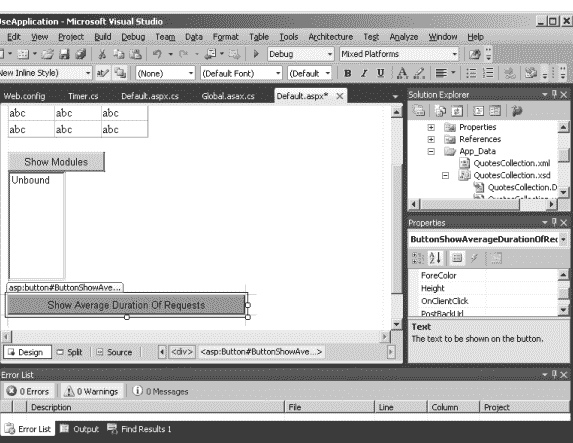 UseApplication - Microsoft Visual Studio
Edit View Project Build Debug Team Data Format Table Tools Architecture Test Analyze Window Help
Debug Mixed Platforms
New Inline Style) (None) (Default Font) (Default B I U A
Web.config Timer.cs Default.aspx.cs Global.asax.cs Default.aspx* Solution Explorer
abc abc abc
abc abc abc
Show Modules
Unbound
asp:button#ButtonShowAve...
Show Average Duration Of Requests
Design Split Source <div> <asp:Button#ButtonShowAve...>
Properties
References
App_Data
QuotesCollection.xml
QuotesCollection.xsd
QuotesCollection.D
Properties
ButtonShowAverageDurationOfRec
ForeColor
Height
OnClientClick
PostBackUrl
Text
The text to be shown on the button.
Error List
0 Errors 0 Warnings 0 Messages
Description File Line Column Project
Error List Output Find Results 1